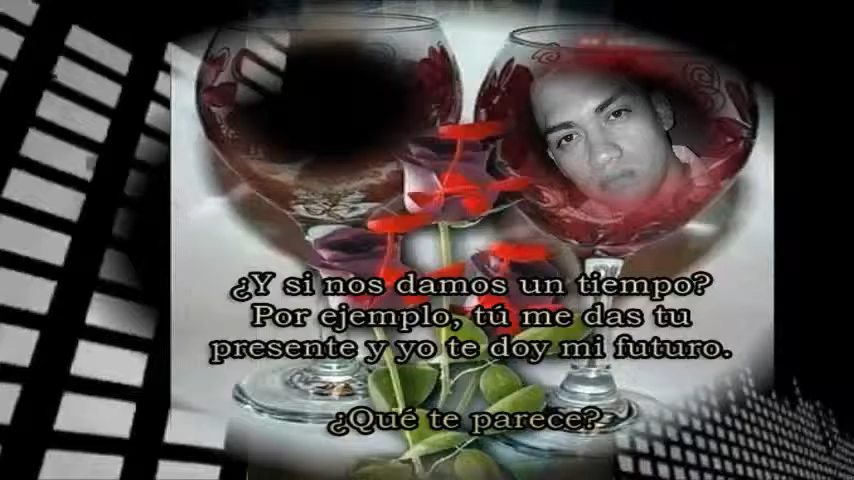 ¿Y si nos damos un tiempo?
Por ejemplo, tú me das tu
presente y yo te doy mi futuro.
¿Qué te parece?